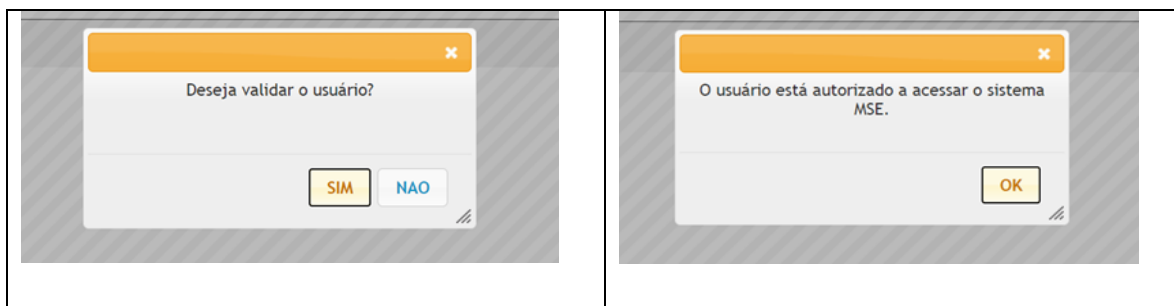 Deseja validar o usuário?
SIM
NAO
O usuário está autorizado a acessar o sistema
MSE.
OK